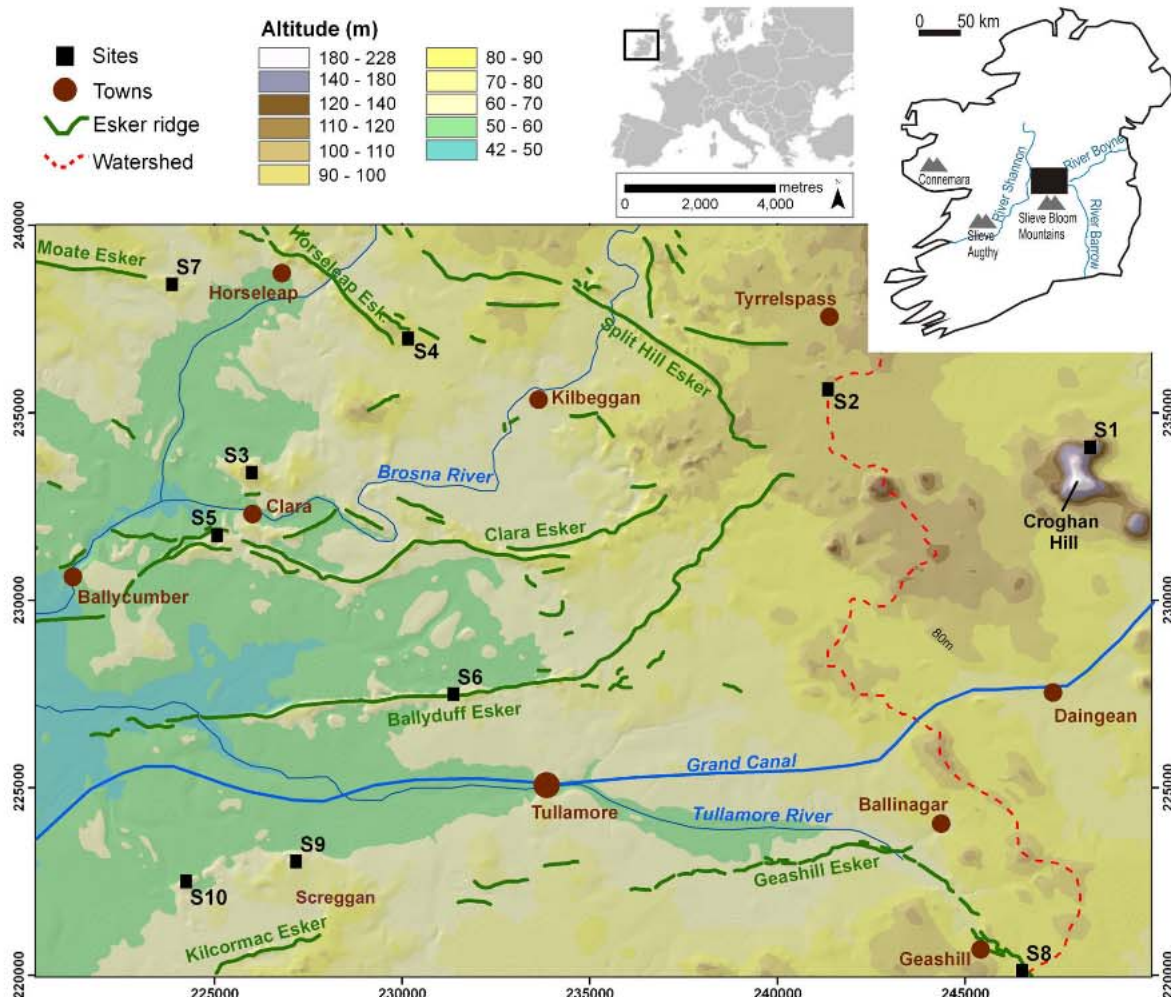 Sites
Towns
Esker ridge
Watershed
Altitude (m)
180 - 228
140 - 180
120 - 140
110 - 120
100 - 110
90 - 100
80 - 90
70 - 80
60 - 70
50 - 60
42 - 50
metres
0 2,000 4,000
N
0 50 km
Connemara
River Shannon
River Boyne
Slieve
Augthy
Slieve Bloom
Mountains
River Barrow
240000
Moate Esker
S7
Horseleap
Horseleap Esk.
S4
Tyrrelspass
Split Hill Esker
Kilbeggan
S2
235000
235000
S1
S3
Brosna River
Clara
Croghan
Hill
S5
Clara Esker
Ballycumber
230000
230000
80m
S6
Ballyduff Esker
Daingean
Grand Canal
225000
225000
Tullamore
Tullamore River
Ballinagar
S9
S10
Screggan
Geashill Esker
Kilcormac Esker
Geashill
S8
220000
220000
225000
230000
235000
240000
245000